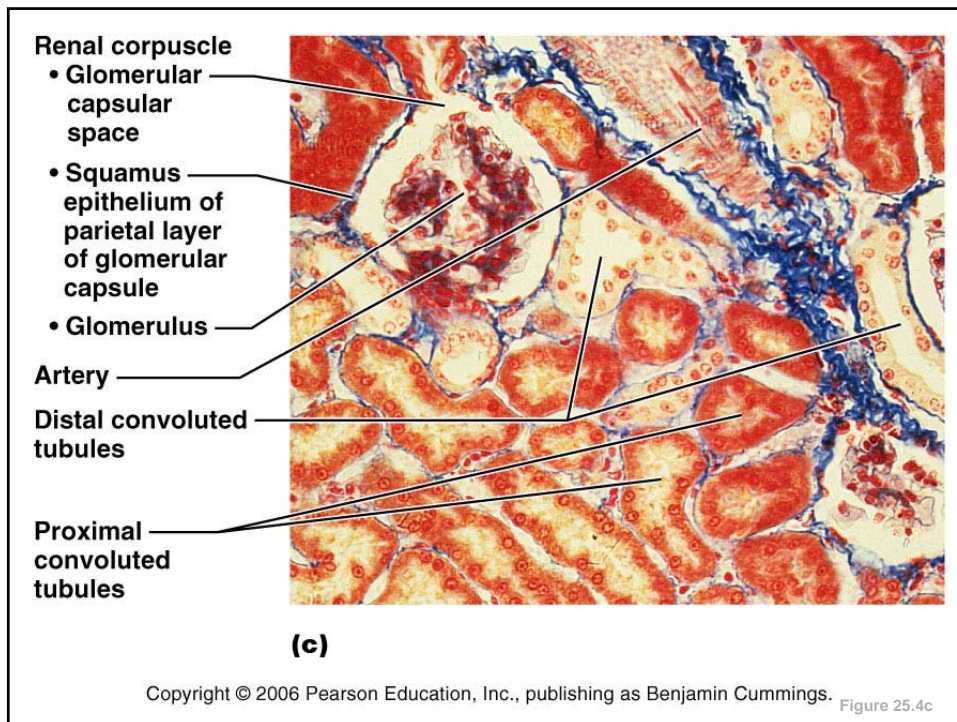 Renal corpuscle
• Glomerular
capsular
space
• Squamus
epithelium of
parietal layer
of glomerular
capsule
• Glomerulus
Artery
Distal convoluted
tubules
Proximal
convoluted
tubules
(c)
Copyright © 2006 Pearson Education, Inc., publishing as Benjamin Cummings.
Figure 25.4c